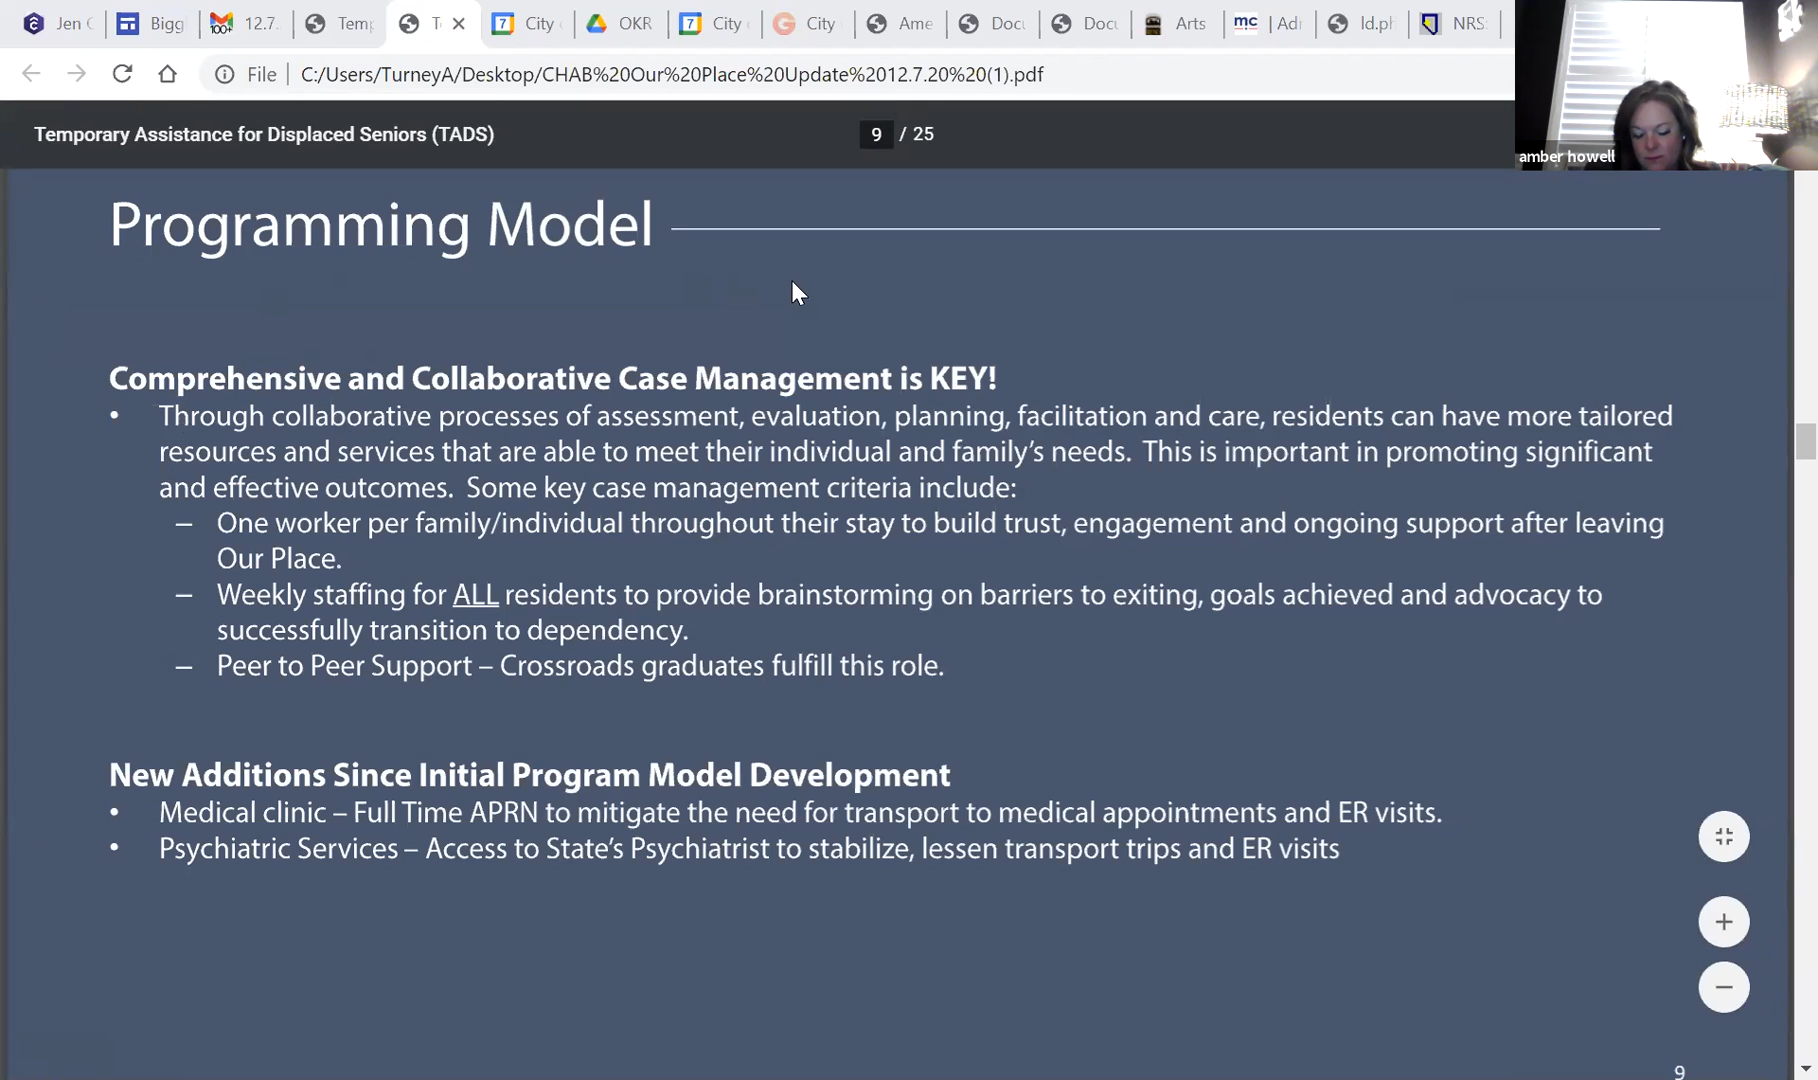 Jen C
Bigg
100+
12.7.
Temp
Te
7
City
OKR
7
City
City
Ame
Docu
Docu
Arts
mc
| Adr
ld.ph
NRS:
File
C:/Users/TurneyA/Desktop/CHAB%20Our%20Place%20Update%2012.7.20%20(1).pdf
Temporary Assistance for Displaced Seniors (TADS)
9 / 25
amber howell
Programming Model
Comprehensive and Collaborative Case Management is KEY!
• Through collaborative processes of assessment, evaluation, planning, facilitation and care, residents can have more tailored
resources and services that are able to meet their individual and family's needs. This is important in promoting significant
and effective outcomes. Some key case management criteria include:
– One worker per family/individual throughout their stay to build trust, engagement and ongoing support after leaving
Our Place.
– Weekly staffing for ALL residents to provide brainstorming on barriers to exiting, goals achieved and advocacy to
successfully transition to dependency.
– Peer to Peer Support – Crossroads graduates fulfill this role.
New Additions Since Initial Program Model Development
• Medical clinic – Full Time APRN to mitigate the need for transport to medical appointments and ER visits.
• Psychiatric Services – Access to State's Psychiatrist to stabilize, lessen transport trips and ER visits
9